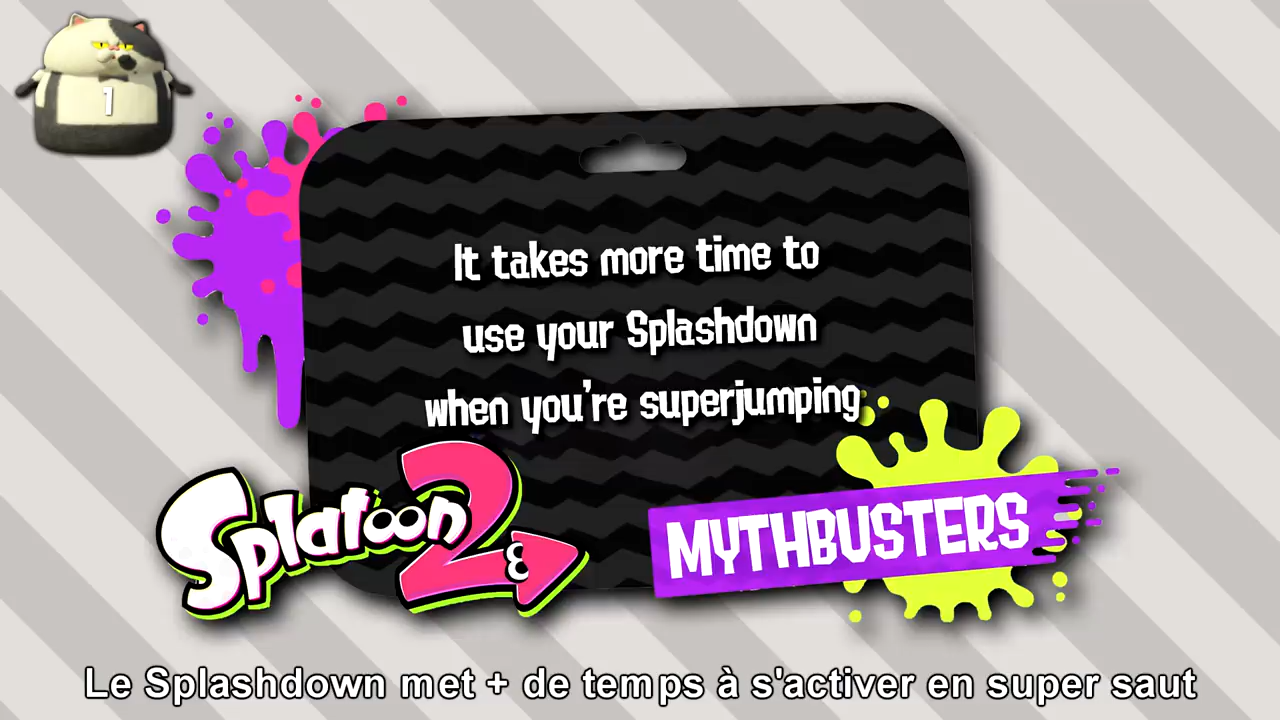 1
It takes more time to
use your Splashdown
when you're superjumping
Splatoon 2
MYTHBUSTERS
Le Splashdown met + de temps à s'activer en super saut